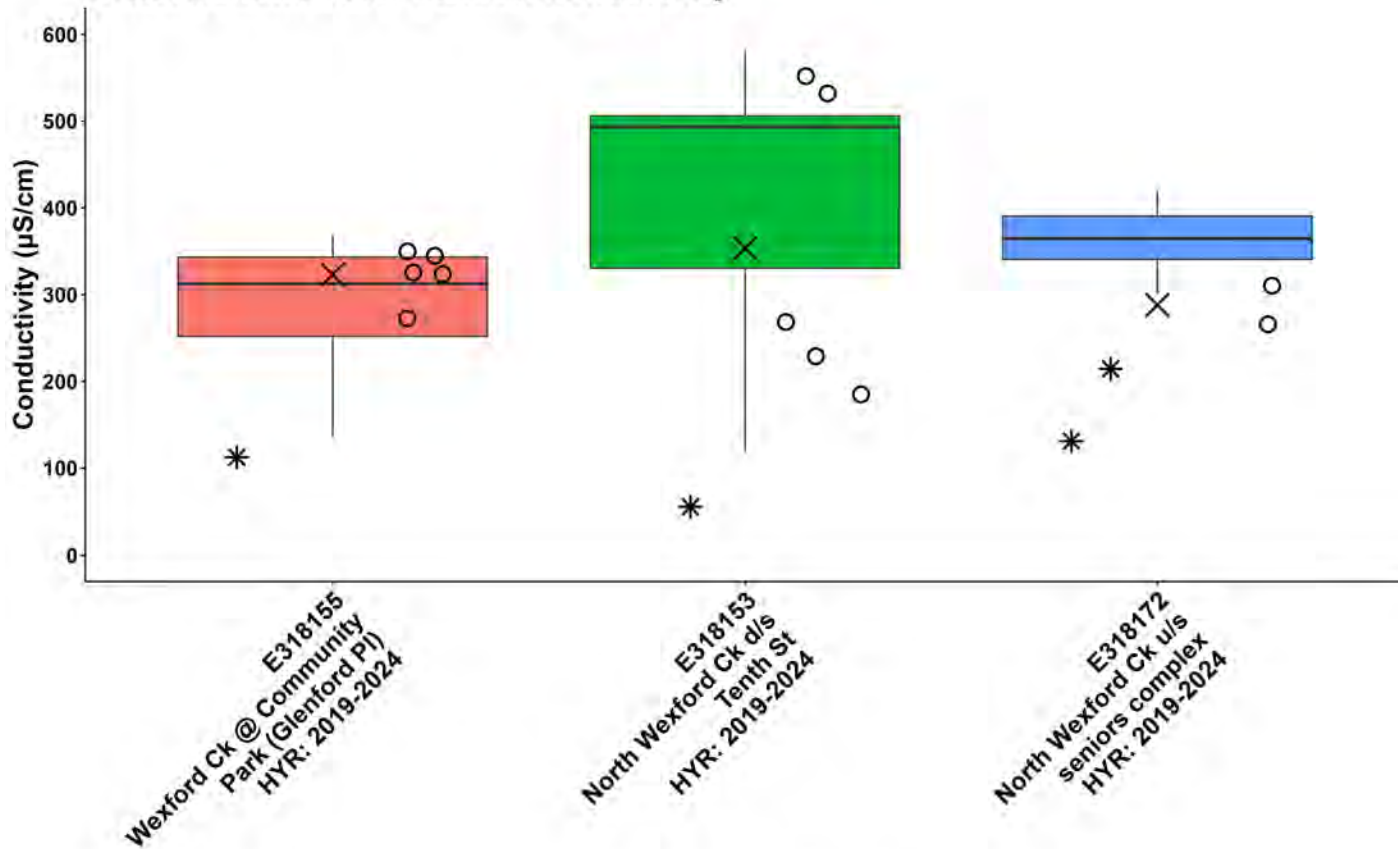 Conductivity (µS/cm)
600
500
400
300
200
100
0
E318155
Wexford Ck @ Community
Park (Glenford Pl)
HYR: 2019-2024
E318153
North Wexford Ck d/s
Tenth St
HYR: 2019-2024
E318172
North Wexford Ck u/s
seniors complex
HYR: 2019-2024